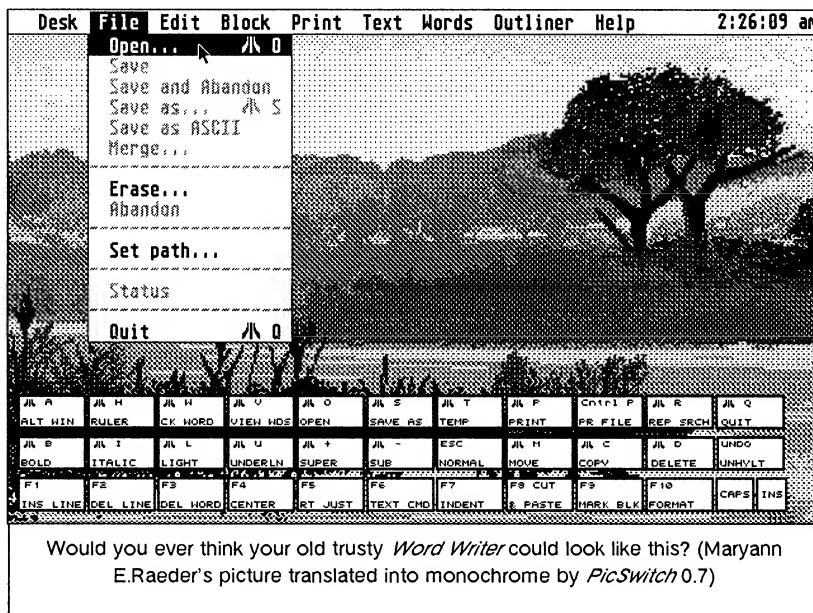 Desk File Edit Block Print Text Words Outliner Help 2:26:09 am
Open... O
Save
Save and Abandon
Save as... S
Save as ASCII
Merge...
Erase...
Abandon
Set path...
Status
Quit Q
A H W V O S T P Cntrl P R Q
ALT WIN RULER CK WORD VIEW WDS OPEN SAVE AS TEMP PRINT PR FILE REP SRCH QUIT
B I L U + - ESC M C D UNDO
BOLD ITALIC LIGHT UNDERLN SUPER SUB NORMAL MOVE COPY DELETE UNHYLT
F1 F2 F3 F4 F5 F6 F7 F8 CUT F9 F10 CAPS INS
INS LINE DEL LINE DEL WORD CENTER RT JUST TEXT CMD INDENT & PASTE MARK BLK FORMAT
Would you ever think your old trusty Word Writer could look like this? (Maryann
E.Raeder's picture translated into monochrome by PicSwitch 0.7)